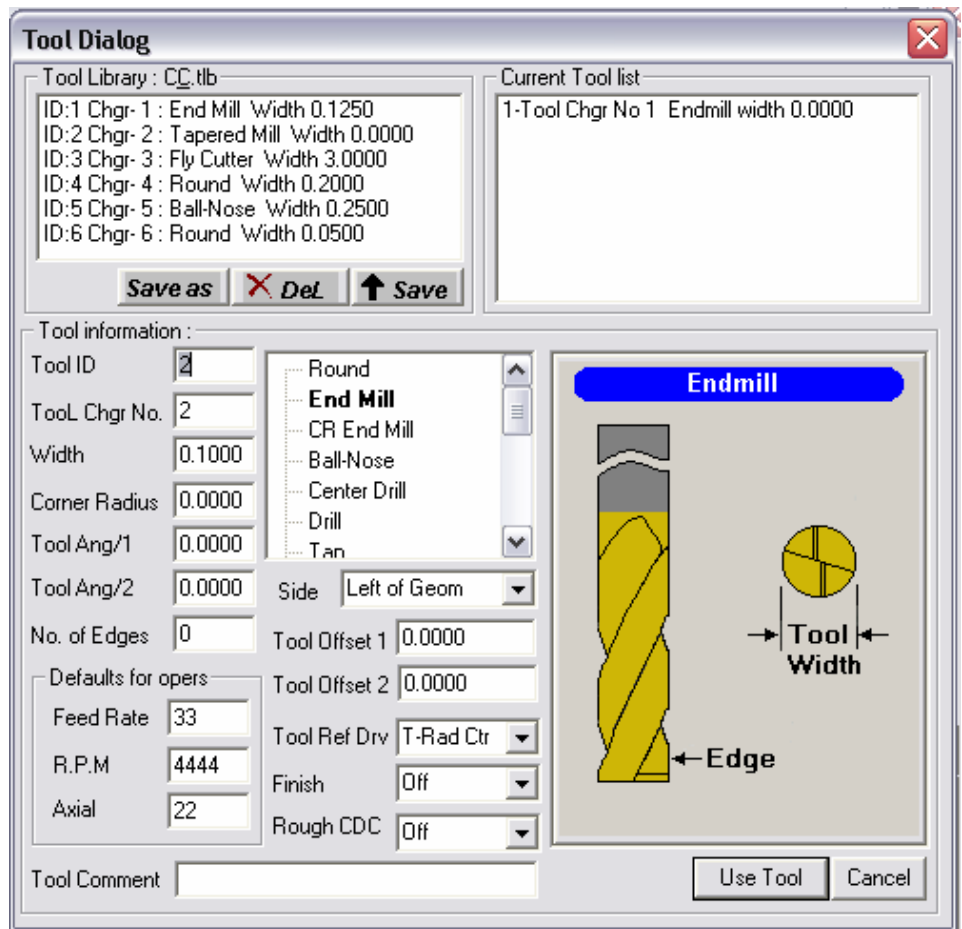 Tool Dialog
Tool Library : CC.tlb
ID:1 Chgr- 1 : End Mill Width 0.1250
ID:2 Chgr- 2 : Tapered Mill Width 0.0000
ID:3 Chgr- 3 : Fly Cutter Width 3.0000
ID:4 Chgr- 4 : Round Width 0.2000
ID:5 Chgr- 5 : Ball-Nose Width 0.2500
ID:6 Chgr- 6 : Round Width 0.0500
Save as
DeL
Save
Current Tool list
1-Tool Chgr No 1 Endmill width 0.0000
Tool information :
Tool ID 2
TooL Chgr No. 2
Width 0.1000
Corner Radius 0.0000
Tool Ang/1 0.0000
Tool Ang/2 0.0000
No. of Edges 0
Defaults for opers
Feed Rate 33
R.P.M 4444
Axial 22
Round
End Mill
CR End Mill
Ball-Nose
Center Drill
Drill
Tap
Side Left of Geom
Tool Offset 1 0.0000
Tool Offset 2 0.0000
Tool Ref Drv T-Rad Ctr
Finish Off
Rough CDC Off
Endmill
Tool
Width
Edge
Tool Comment
Use Tool
Cancel